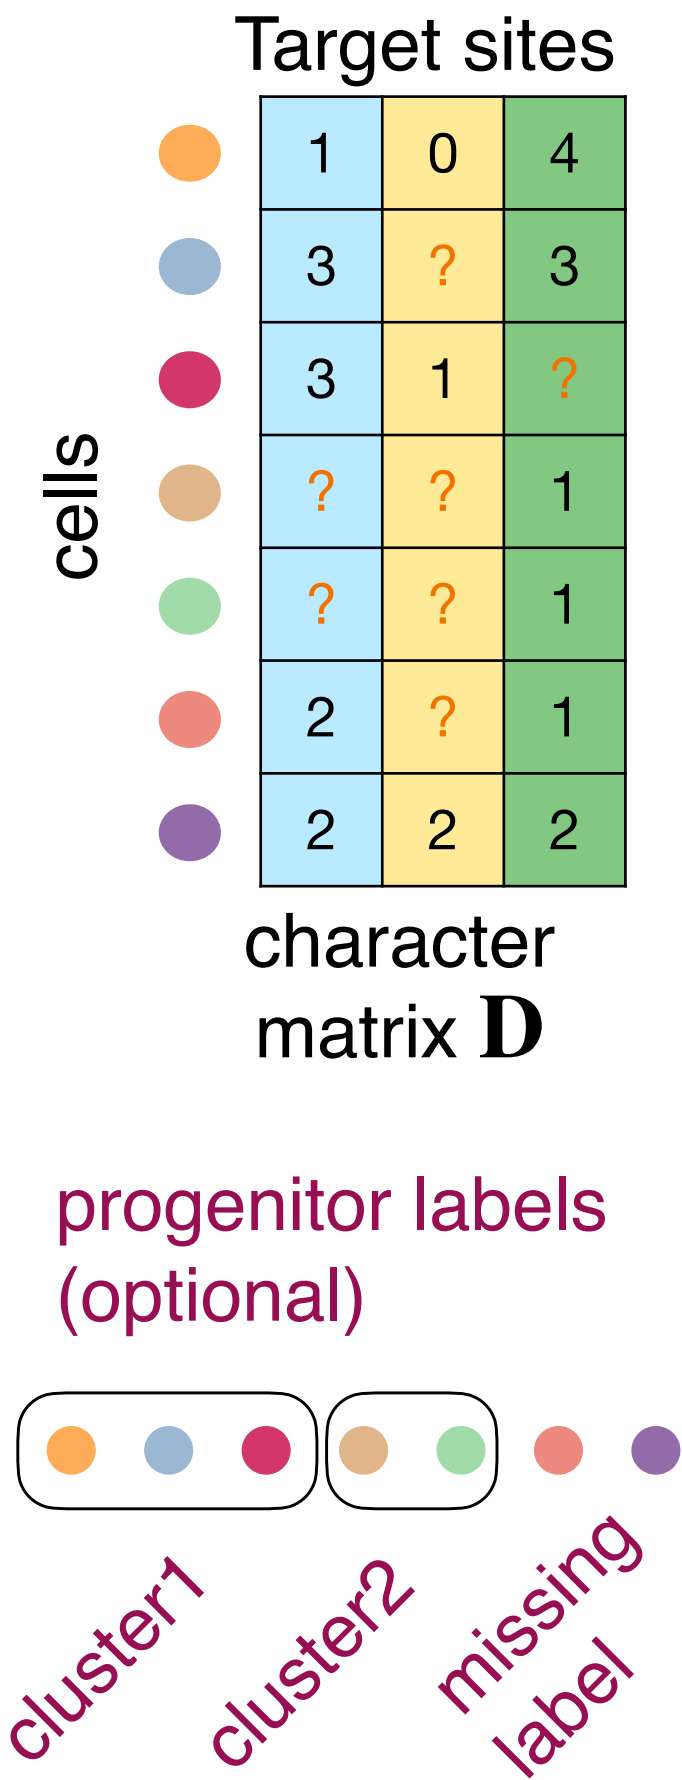 Target sites
1 0 4
3 ? 3
3 1 ?
? ? 1
? ? 1
2 ? 1
2 2 2
cells
character
matrix D
progenitor labels
(optional)
cluster1
cluster2
missing
label